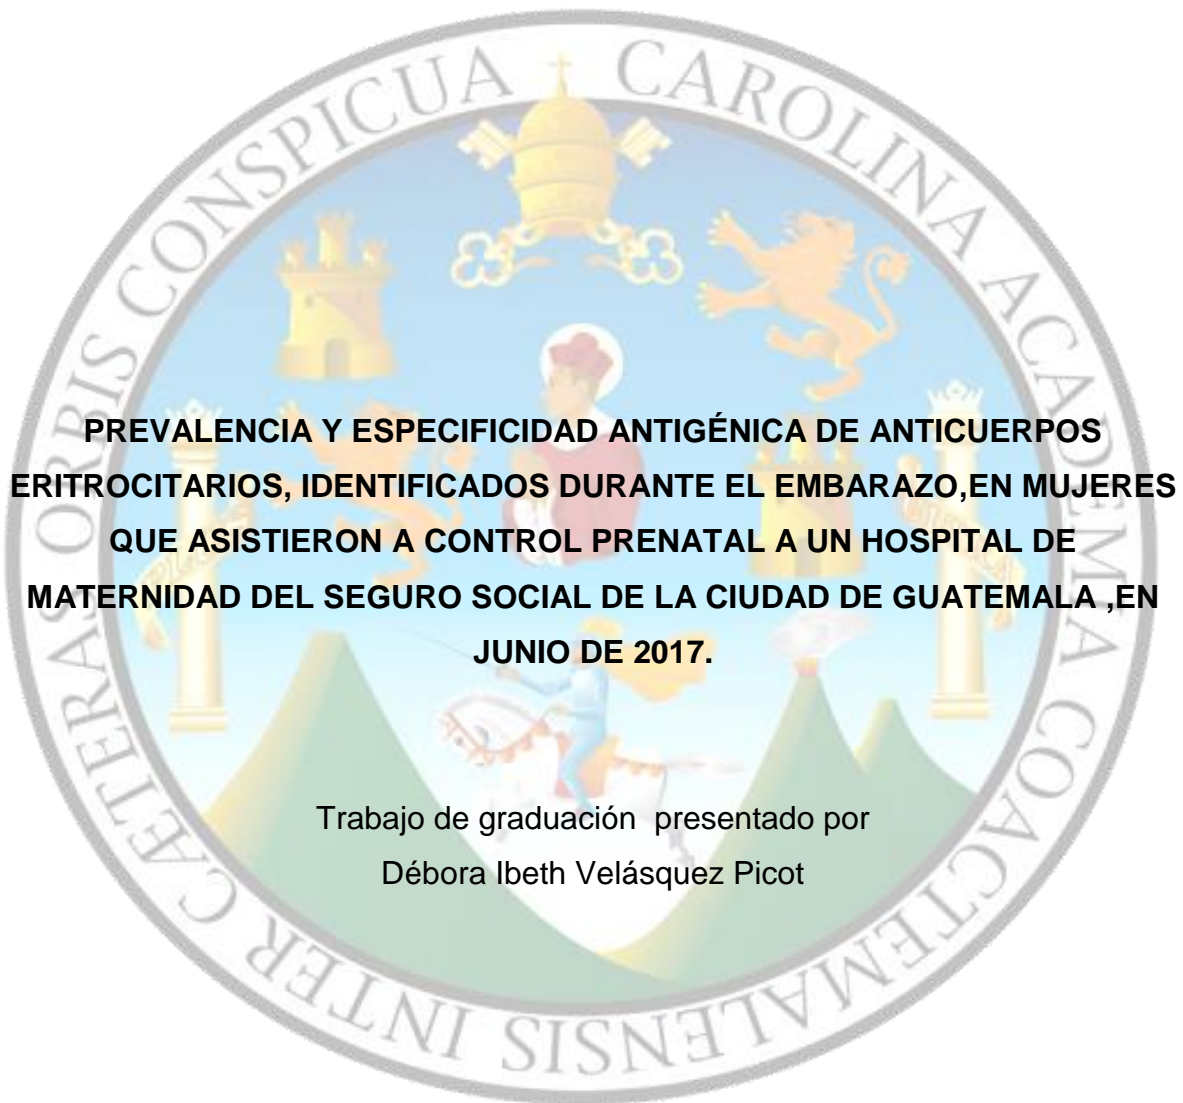 CAROLINA ACADEMIA COACTEMALENSIS INTER CÆTERAS ORBIS CONSPICUA
PREVALENCIA Y ESPECIFICIDAD ANTIGÉNICA DE ANTICUERPOS
ERITROCITARIOS, IDENTIFICADOS DURANTE EL EMBARAZO,EN MUJERES
QUE ASISTIERON A CONTROL PRENATAL A UN HOSPITAL DE
MATERNIDAD DEL SEGURO SOCIAL DE LA CIUDAD DE GUATEMALA ,EN
JUNIO DE 2017.
Trabajo de graduación presentado por
Débora Ibeth Velásquez Picot